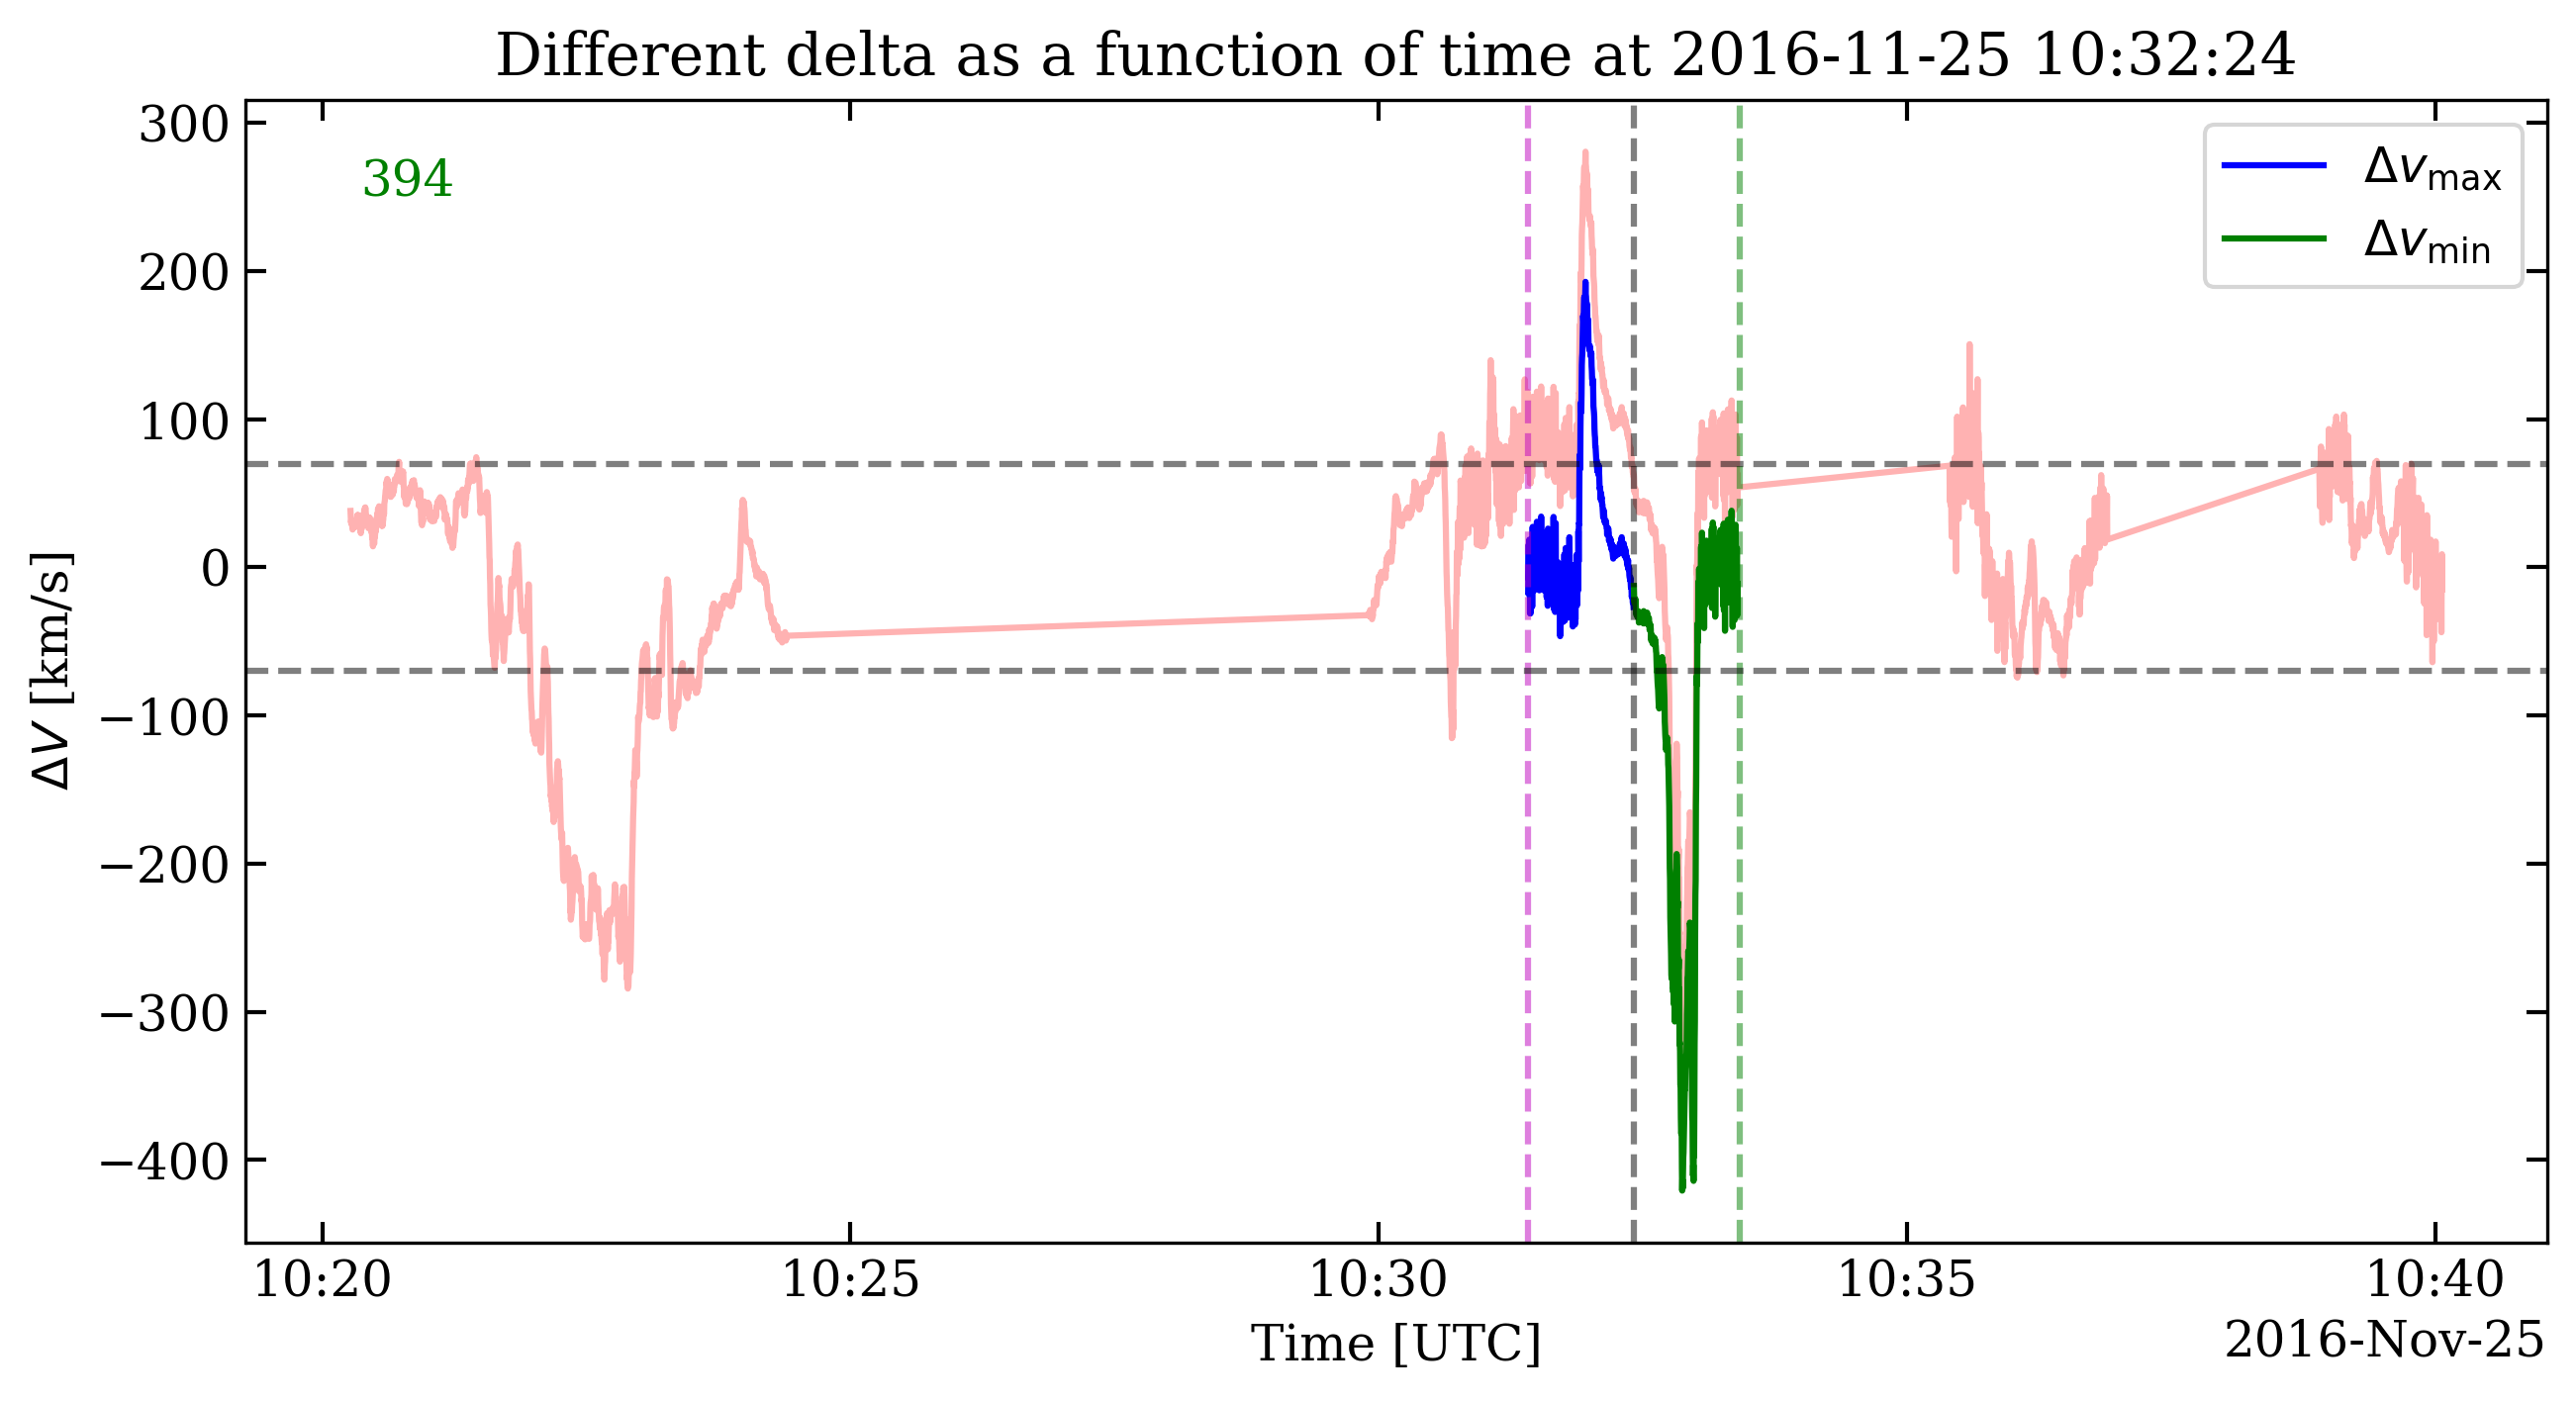 Different delta as a function of time at 2016-11-25 10:32:24
300
200
100
0
−100
−200
−300
−400
ΔV [km/s]
394
Δvmax
Δvmin
10:20 10:25 10:30 10:35 10:40
Time [UTC]
2016-Nov-25